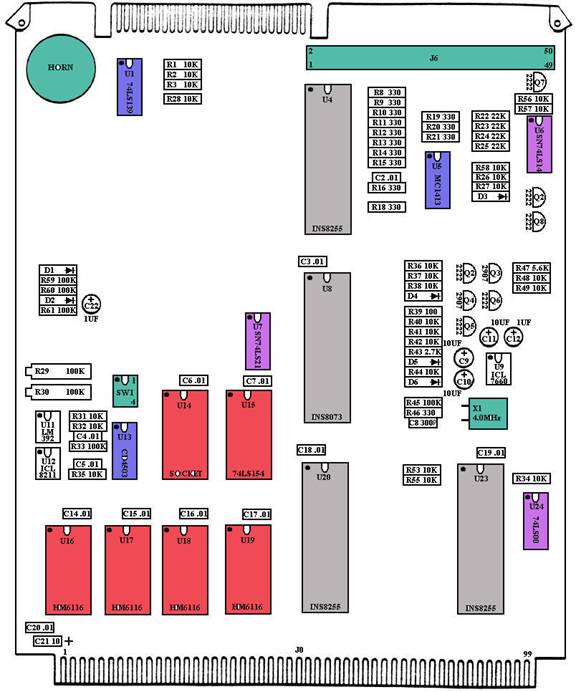 HORN
U1
74LS139
R1 10K
R2 10K
R3 10K
R28 10K
2
50
1
J6
49
U4
INS8255
R8 330
R9 330
R10 330
R11 330
R12 330
R13 330
R14 330
R15 330
C2 .01
R16 330
R18 330
R19 330
R20 330
R21 330
U5
MC1413
R22 22K
R23 22K
R24 22K
R25 22K
R58 10K
R26 10K
R27 10K
D3
2222
Q7
R56 10K
R57 10K
U6
SN74LS14
2222
Q2
2222
Q8
C3 .01
U8
INS8073
D1
R59 100K
R60 100K
D2
R61 100K
C22
1UF
U7
SN74LS21
R36 10K
R37 10K
R38 10K
D4
R39 100
R40 10K
R41 10K
R42 10K
R43 2.7K
D5
R44 10K
D6
R45 100K
R46 330
C8 300P
2222
Q2
2907
Q3
2907
Q4
Q6
2222
Q5
R47 5.6K
R48 10K
R49 10K
10UF
1UF
C11
C12
10UF
C9
10UF
C10
U9
ICL
7660
X1
4.0MHz
R29 100K
R30 100K
1
SW1
4
U11
LM
392
U12
ICL
8211
R31 10K
R32 10K
C4 .01
R33 100K
C5 .01
R35 10K
U13
CD4503
C6 .01
U14
SOCKET
C7 .01
U15
74LS154
C18 .01
U20
INS8255
R53 10K
R55 10K
C19 .01
U23
INS8255
R34 10K
U24
74LS00
C14 .01
U16
HM6116
C15 .01
U17
HM6116
C16 .01
U18
HM6116
C17 .01
U19
HM6116
C20 .01
C21 10
+
1
J0
99